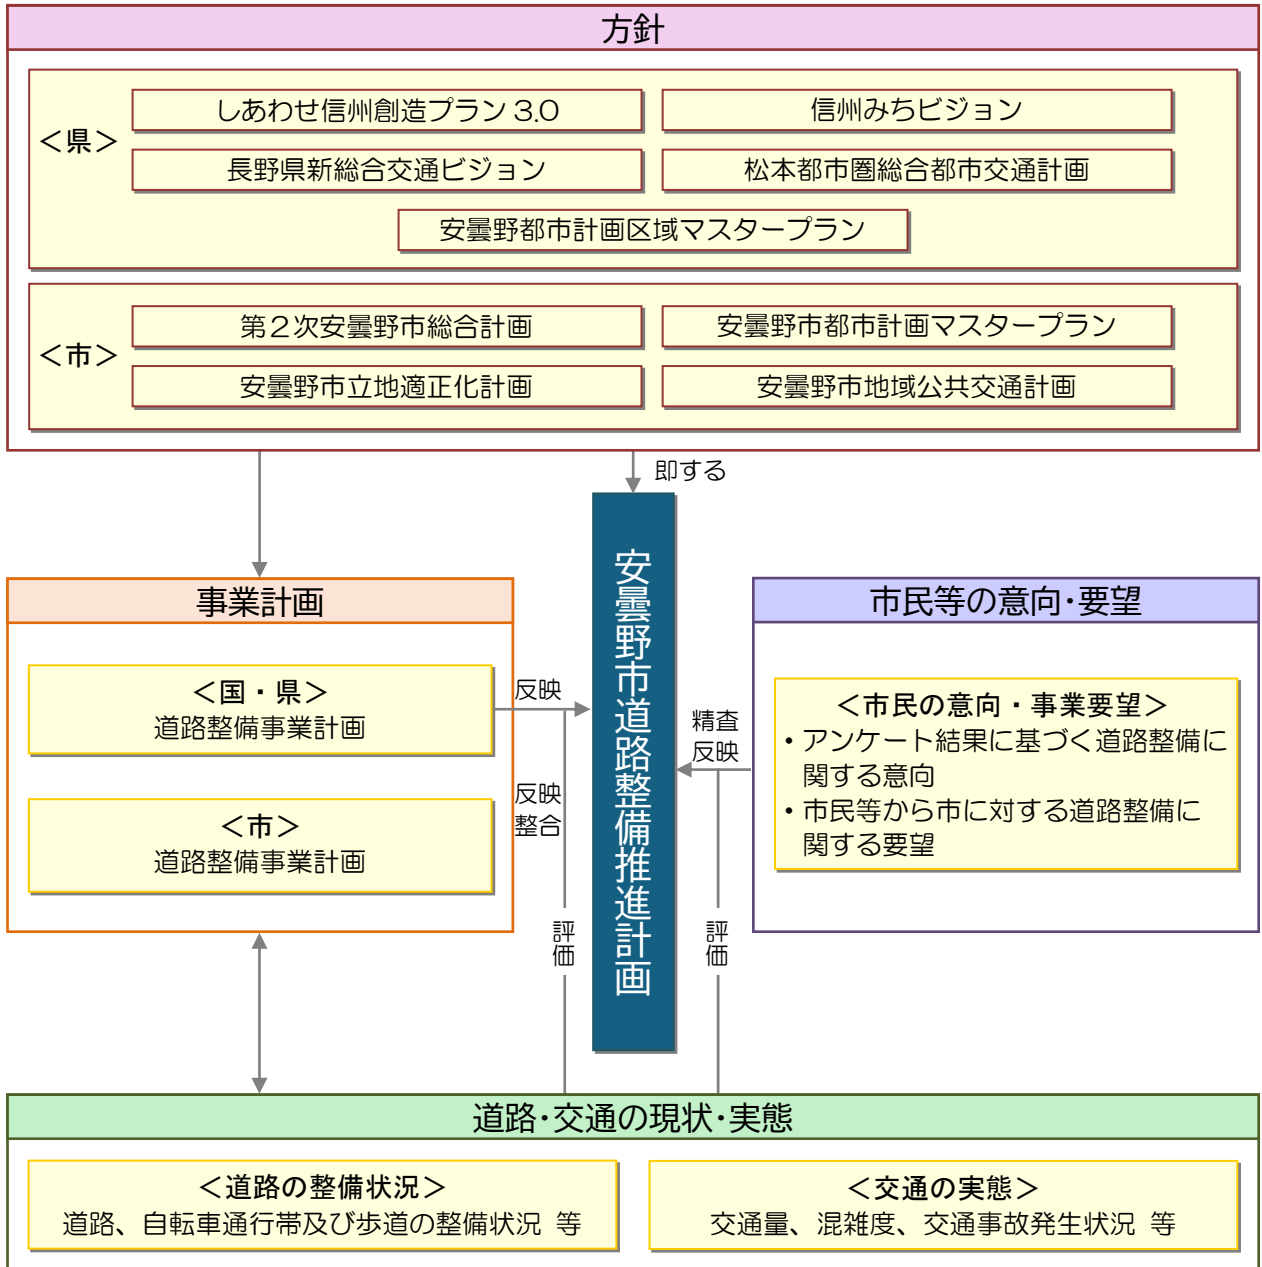 方針
＜県＞
しあわせ信州創造プラン 3.0
信州みちビジョン
長野県新総合交通ビジョン
松本都市圏総合都市交通計画
安曇野都市計画区域マスタープラン
＜市＞
第２次安曇野市総合計画
安曇野市都市計画マスタープラン
安曇野市立地適正化計画
安曇野市地域公共交通計画
即する
安曇野市道路整備推進計画
事業計画
＜国・県＞
道路整備事業計画
＜市＞
道路整備事業計画
反映
反映
整合
評価
市民等の意向・要望
＜市民の意向・事業要望＞
・アンケート結果に基づく道路整備に
関する意向
・市民等から市に対する道路整備に
関する要望
精査
反映
評価
道路・交通の現状・実態
＜道路の整備状況＞
道路、自転車通行帯及び歩道の整備状況 等
＜交通の実態＞
交通量、混雑度、交通事故発生状況 等